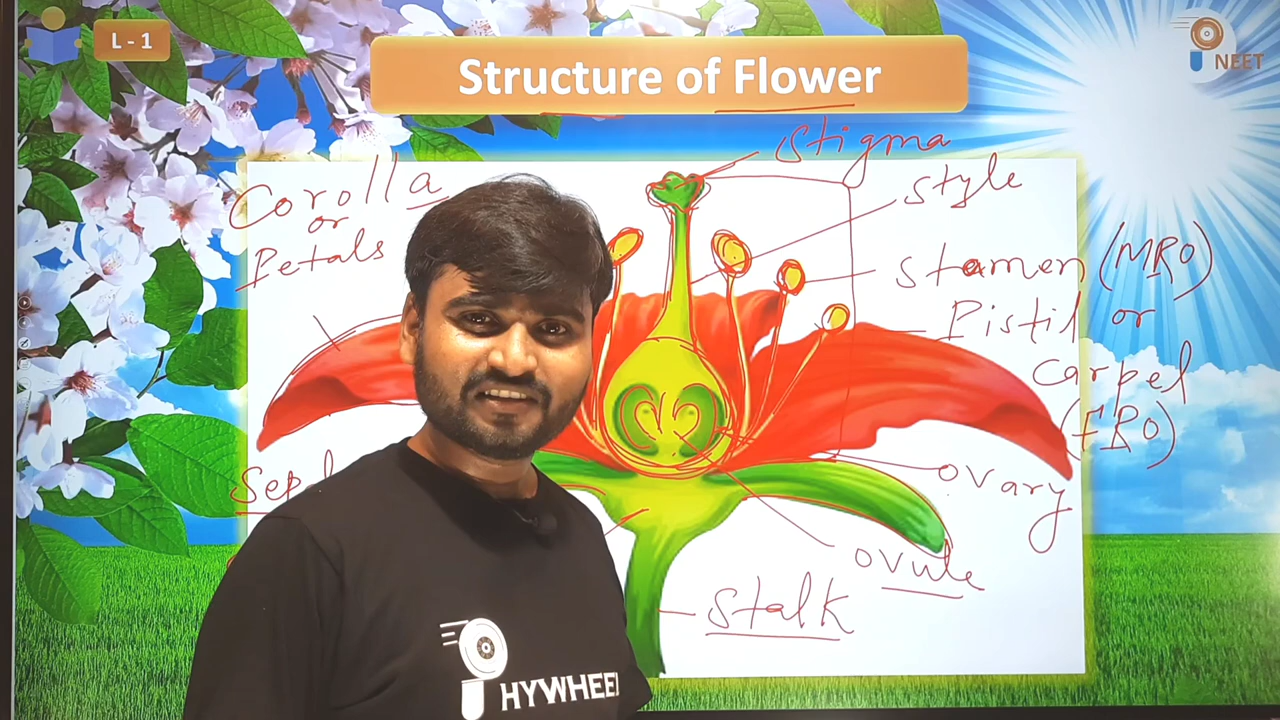 L - 1
Structure of Flower
NEET
Stigma
Corolla
or
Petals
Style
Stamen (MRO)
Pistil or
Carpel
(FRO)
Ovary
Ovule
Stalk
PHYWHEEL